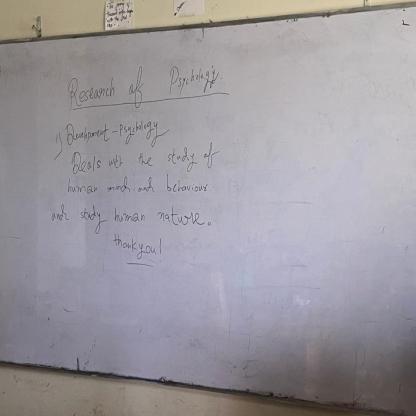 Research of Psychology
1) Development - psychology
Deals with the study of
human mind and behaviour
and study human nature.
thankyou!